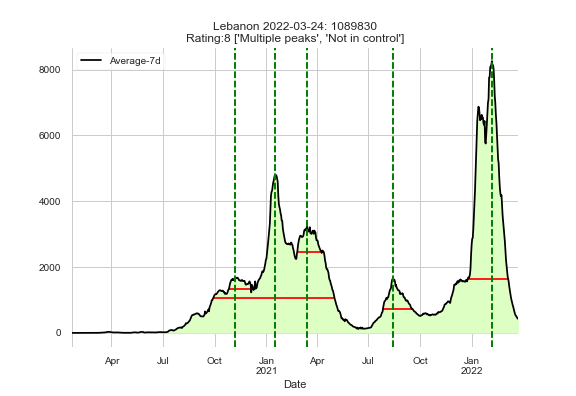 Lebanon 2022-03-24: 1089830
Rating:8 ['Multiple peaks', 'Not in control']
Average-7d
8000
6000
4000
2000
0
Apr
Jul
Oct
Jan
2021
Apr
Jul
Oct
Jan
2022
Date